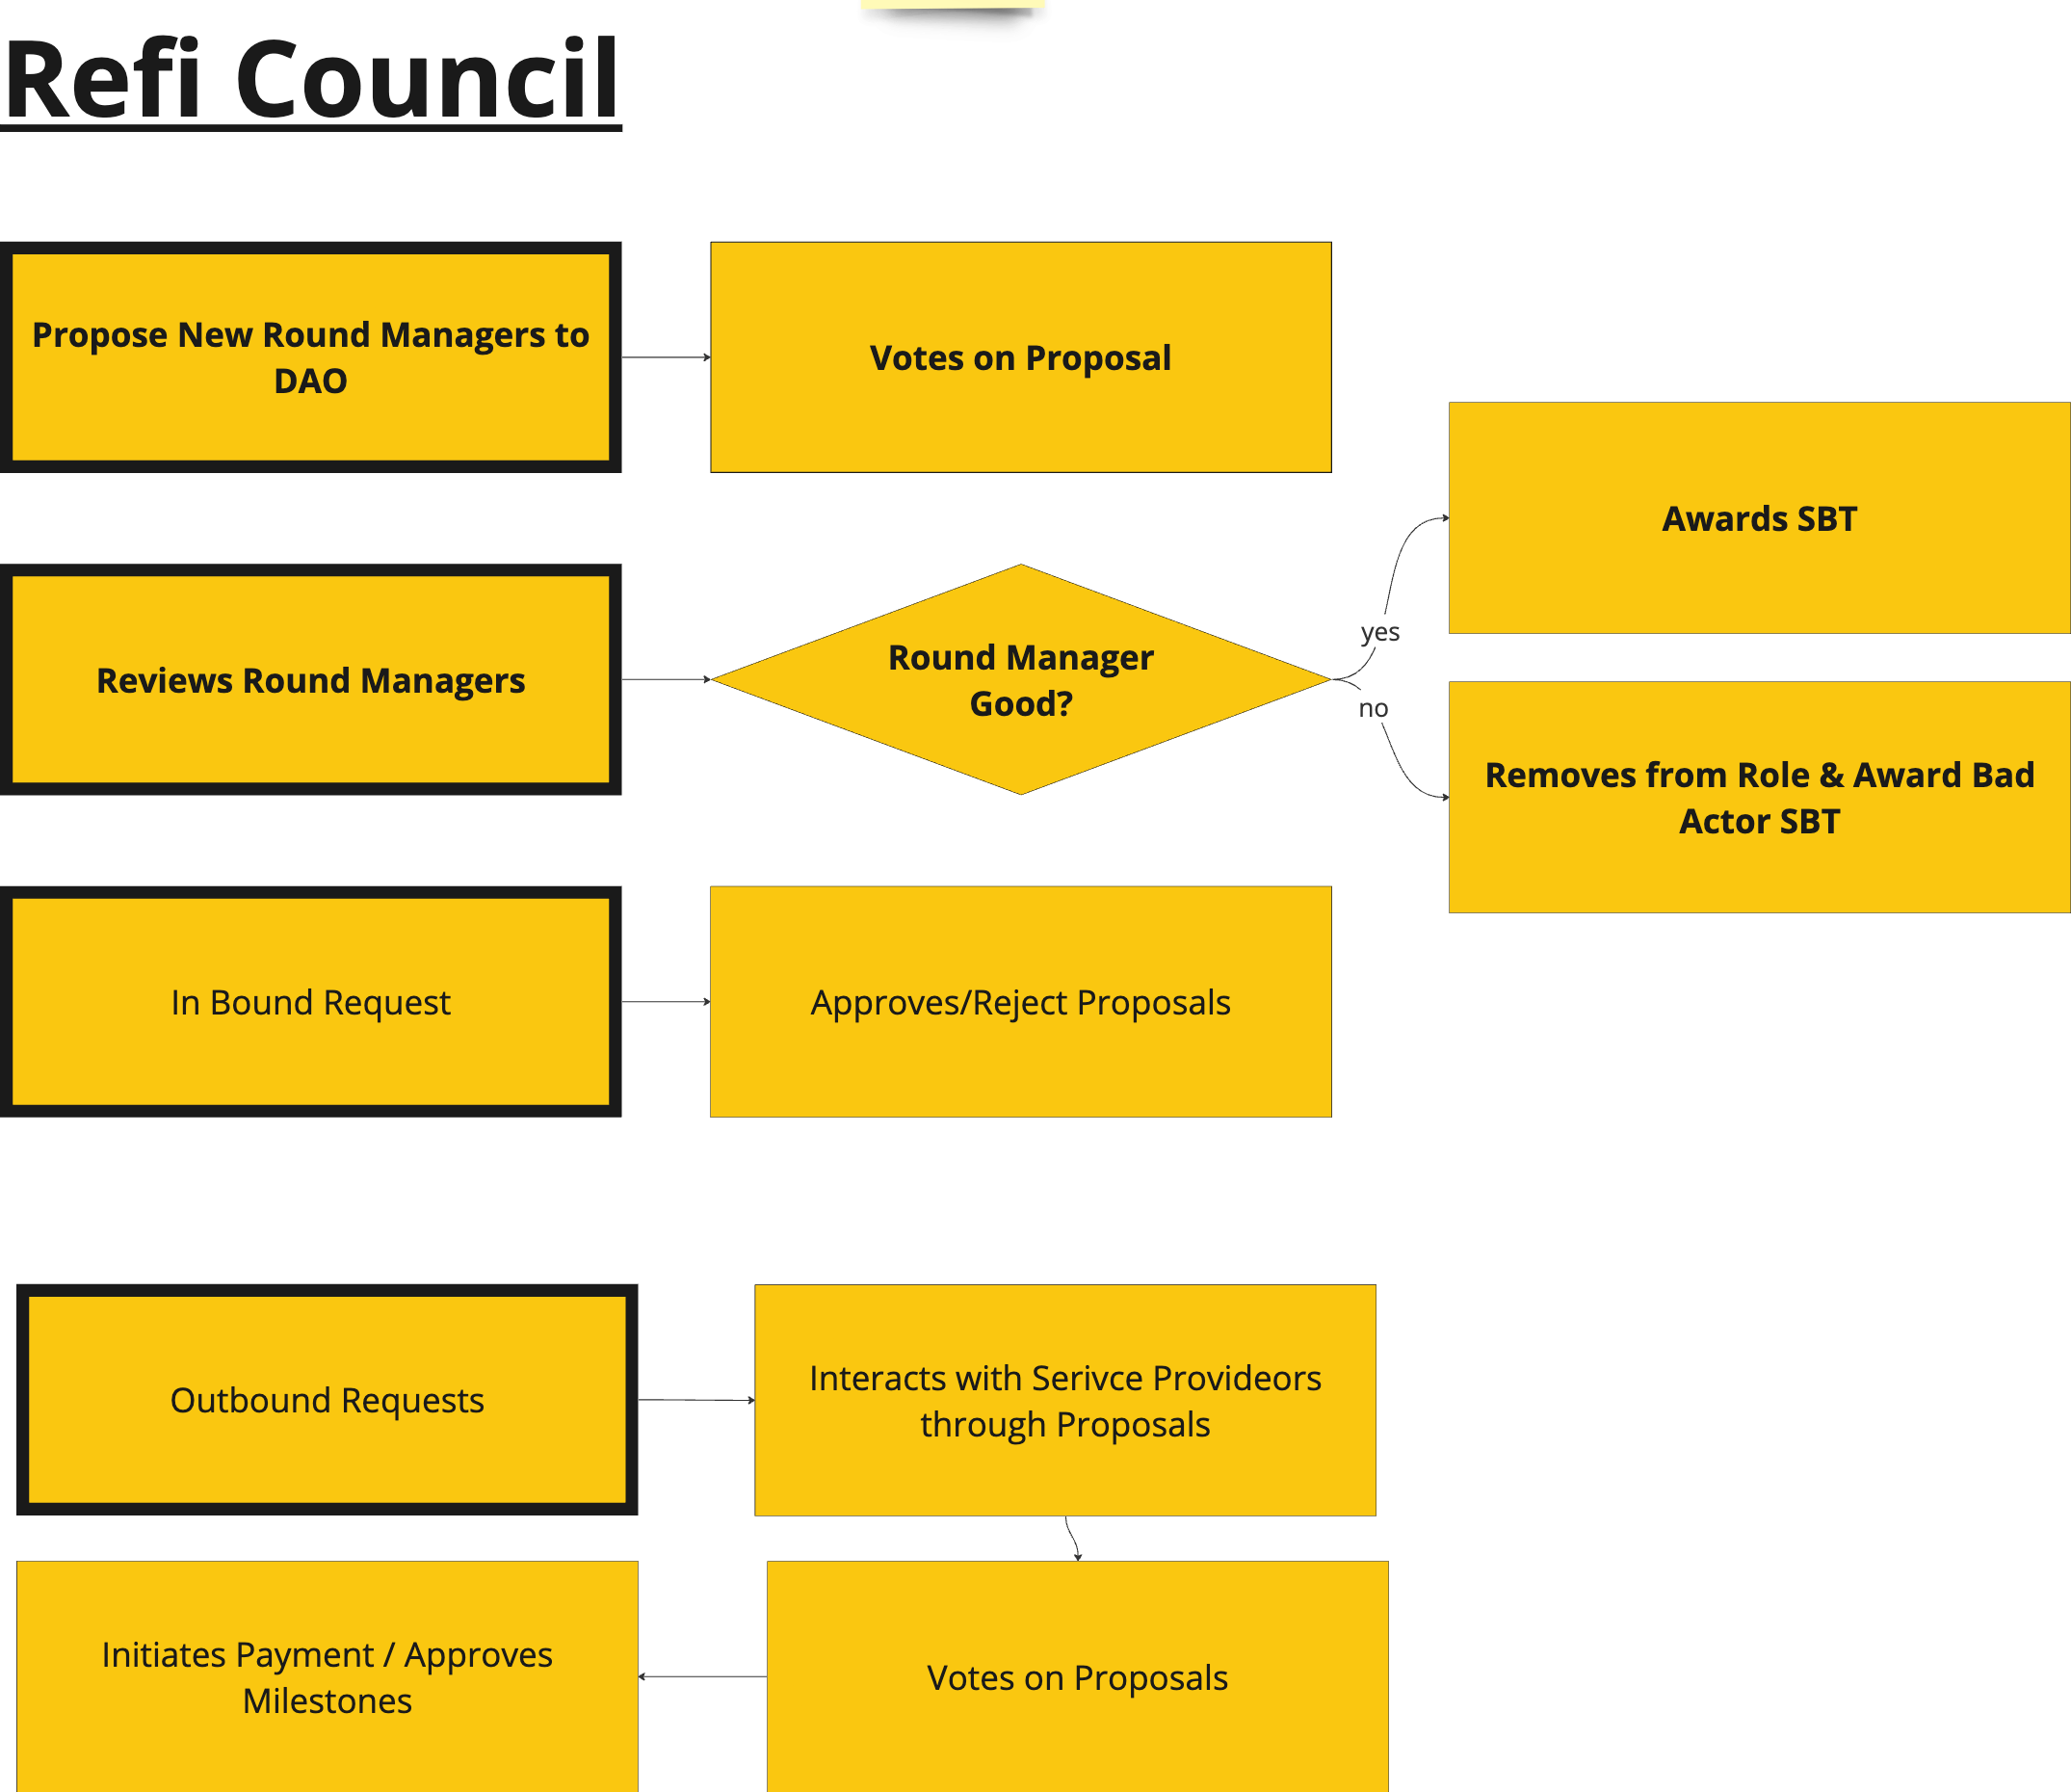 Refi Council
Propose New Round Managers to
DAO
Votes on Proposal
Awards SBT
Reviews Round Managers
Round Manager
Good?
yes
no
Removes from Role & Award Bad
Actor SBT
In Bound Request
Approves/Reject Proposals
Outbound Requests
Interacts with Serivce Provideors
through Proposals
Initiates Payment / Approves
Milestones
Votes on Proposals